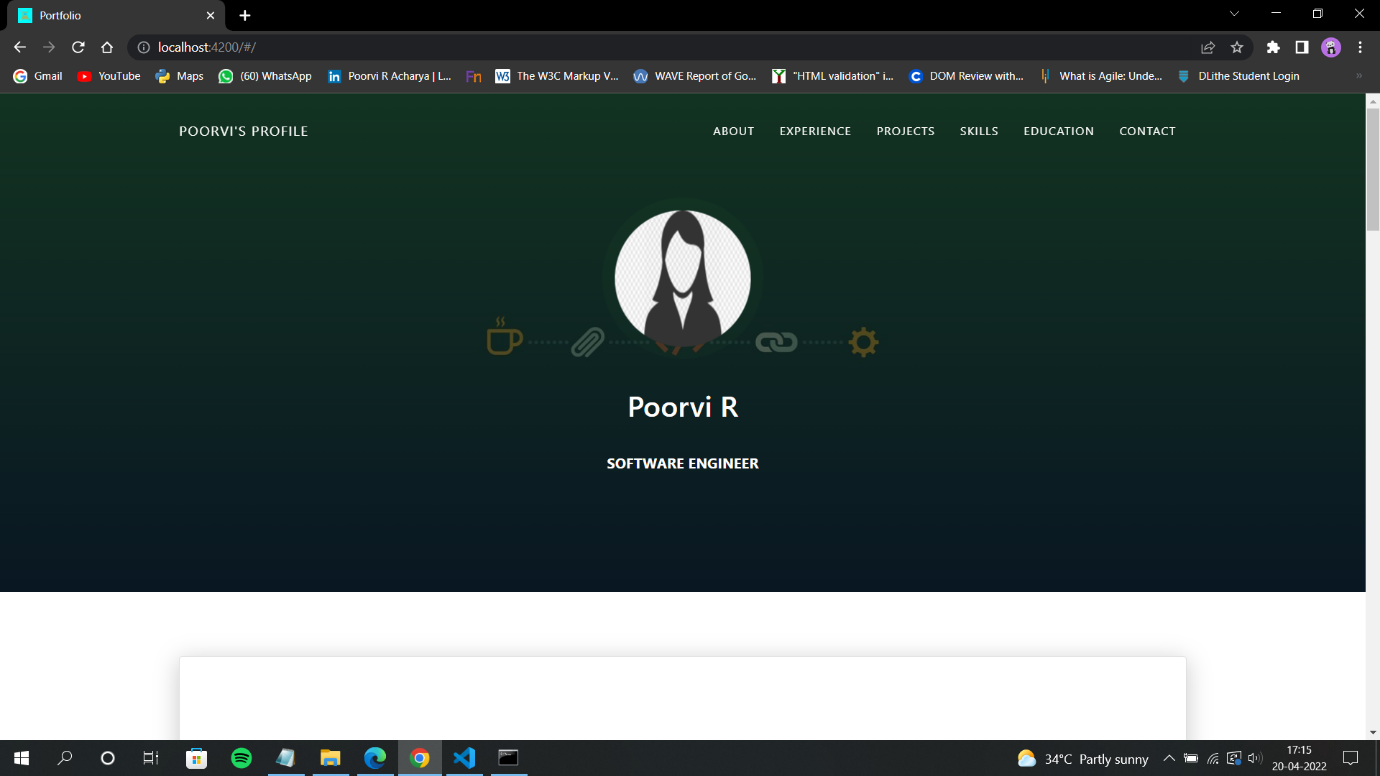 Portfolio
localhost:4200/#/
Gmail YouTube Maps (60) WhatsApp Poorvi R Acharya | L... Fn W3 The W3C Markup V... WAVE Report of Go... "HTML validation" i... DOM Review with... What is Agile: Unde... DLithe Student Login »
POORVI'S PROFILE ABOUT EXPERIENCE PROJECTS SKILLS EDUCATION CONTACT
Poorvi R
SOFTWARE ENGINEER
34°C Partly sunny 17:15
20-04-2022